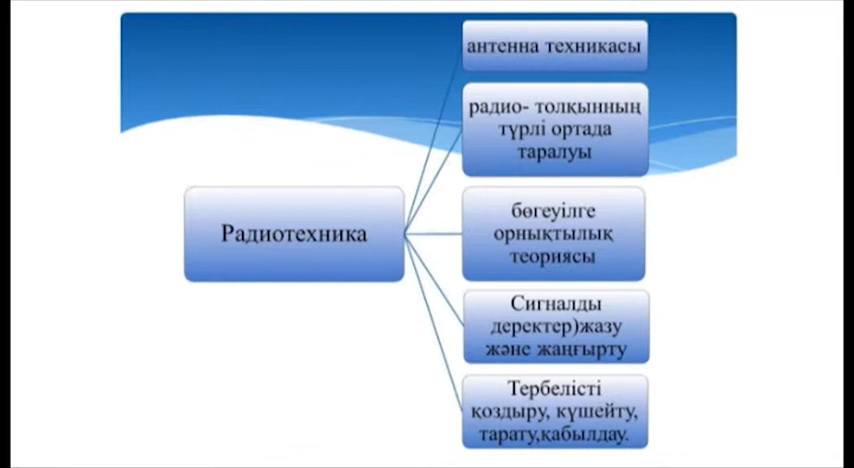 Радиотехника
антенна техникасы
радио- толқынның
түрлі ортада
таралуы
бөгеуілге
орнықтылық
теориясы
Сигналды
деректер)жазу
және жаңғырту
Тербелісті
қоздыру, күшейту,
тарату,қабылдау.